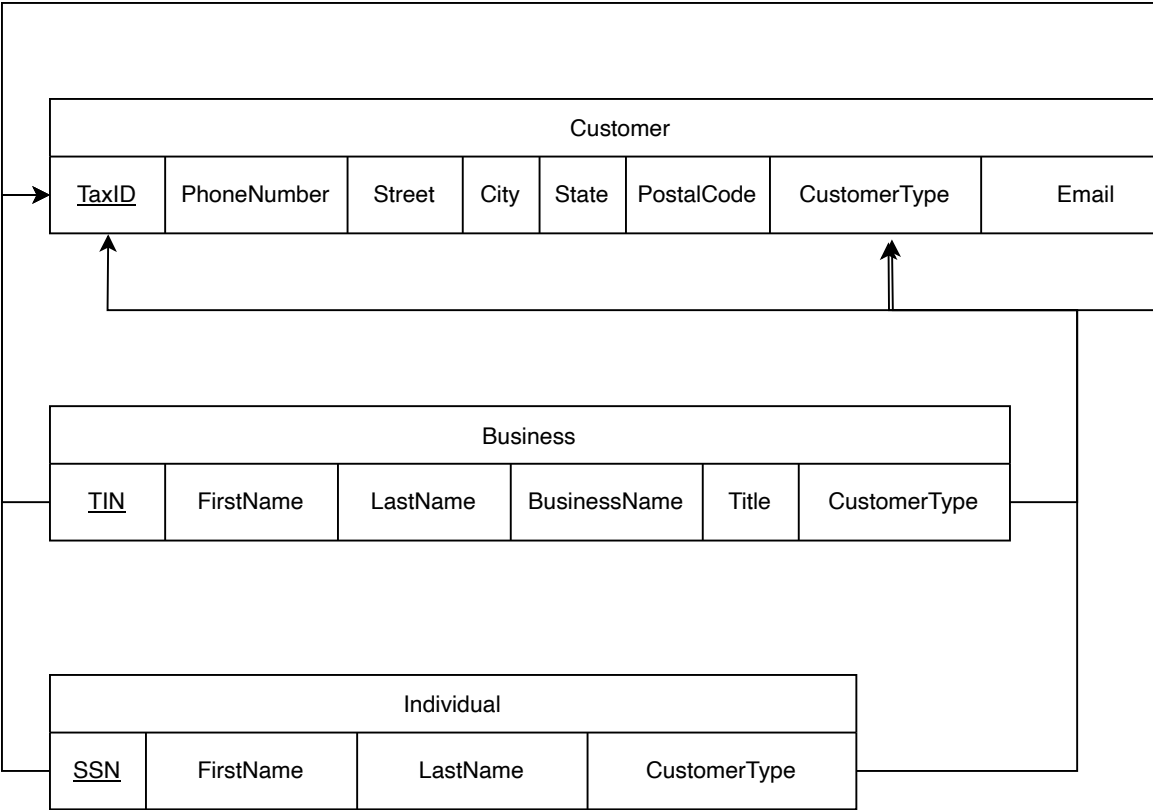 Customer
TaxID PhoneNumber Street City State PostalCode CustomerType Email
Business
TIN FirstName LastName BusinessName Title CustomerType
Individual
SSN FirstName LastName CustomerType